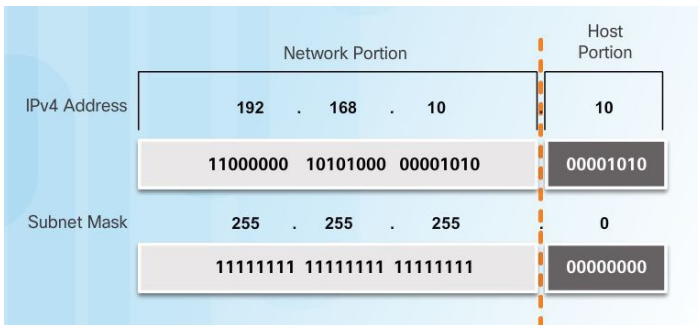 Host
Network Portion Portion
IPv4 Address 192 . 168 . 10 . 10
11000000 10101000 00001010 00001010
Subnet Mask 255 . 255 . 255 . 0
11111111 11111111 11111111 00000000